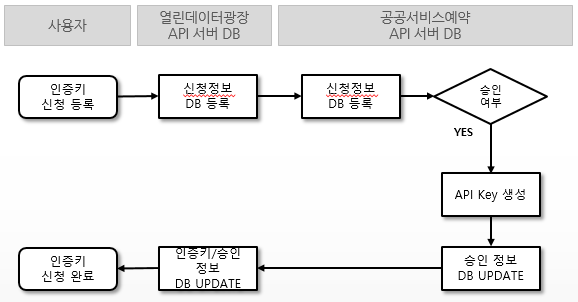 사용자
열린데이터광장
API 서버 DB
공공서비스예약
API 서버 DB
인증키
신청 등록
신청정보
DB 등록
신청정보
DB 등록
승인
여부
YES
API Key 생성
인증키
신청 완료
인증키/승인
정보
DB UPDATE
승인 정보
DB UPDATE